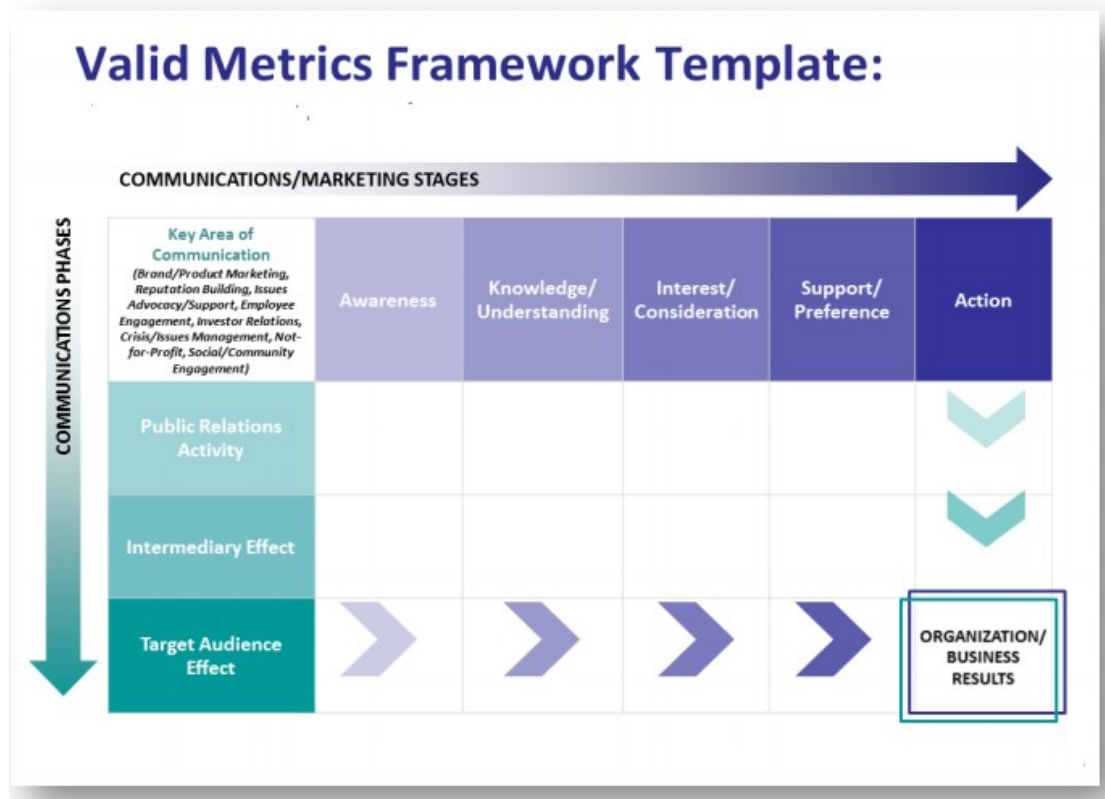 Valid Metrics Framework Template:
COMMUNICATIONS/MARKETING STAGES
COMMUNICATIONS PHASES
Key Area of
Communication
(Brand/Product Marketing,
Reputation Building, Issues
Advocacy/Support, Employee
Engagement, Investor Relations,
Crisis/Issues Management, Not-
for-Profit, Social/Community
Engagement)
Awareness
Knowledge/
Understanding
Interest/
Consideration
Support/
Preference
Action
Public Relations
Activity
Intermediary Effect
Target Audience
Effect
ORGANIZATION/
BUSINESS
RESULTS